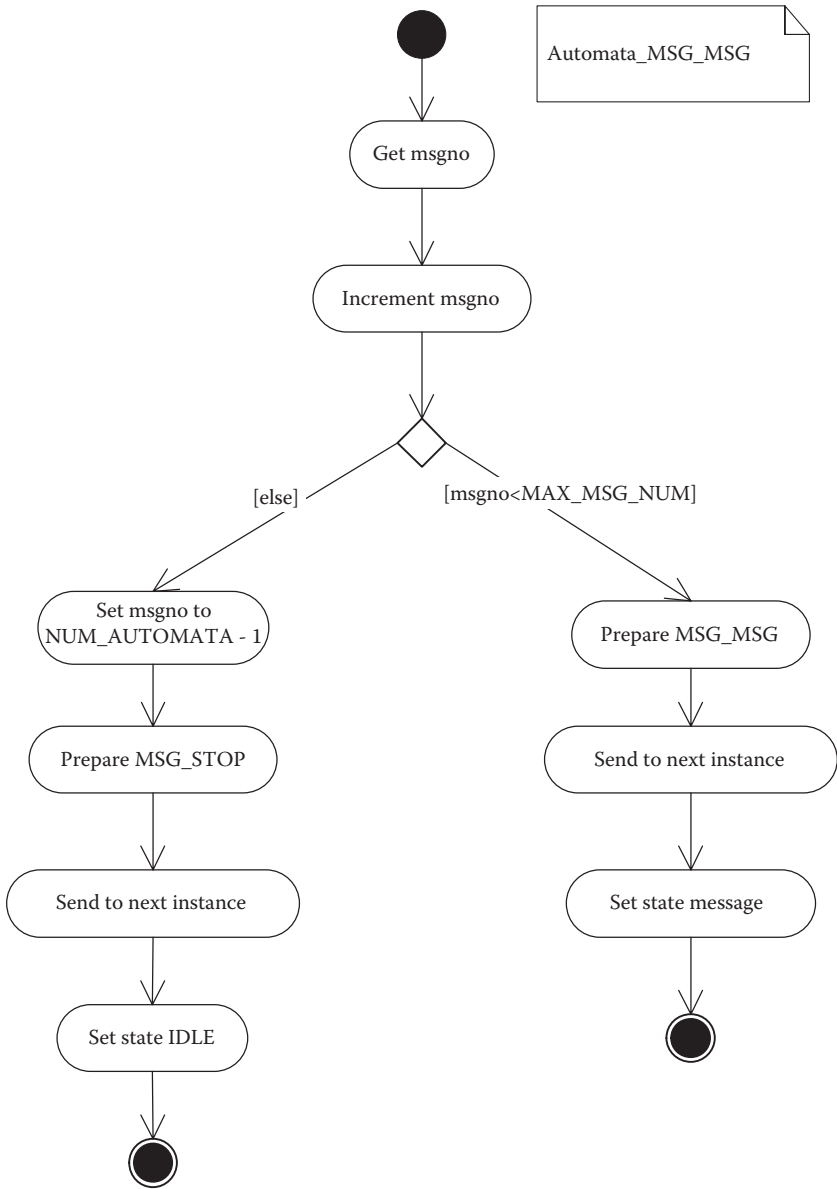 Automata_MSG_MSG
Get msgno
Increment msgno
[else]
[msgno<MAX_MSG_NUM]
Set msgno to
NUM_AUTOMATA - 1
Prepare MSG_MSG
Prepare MSG_STOP
Send to next instance
Send to next instance
Set state message
Set state IDLE